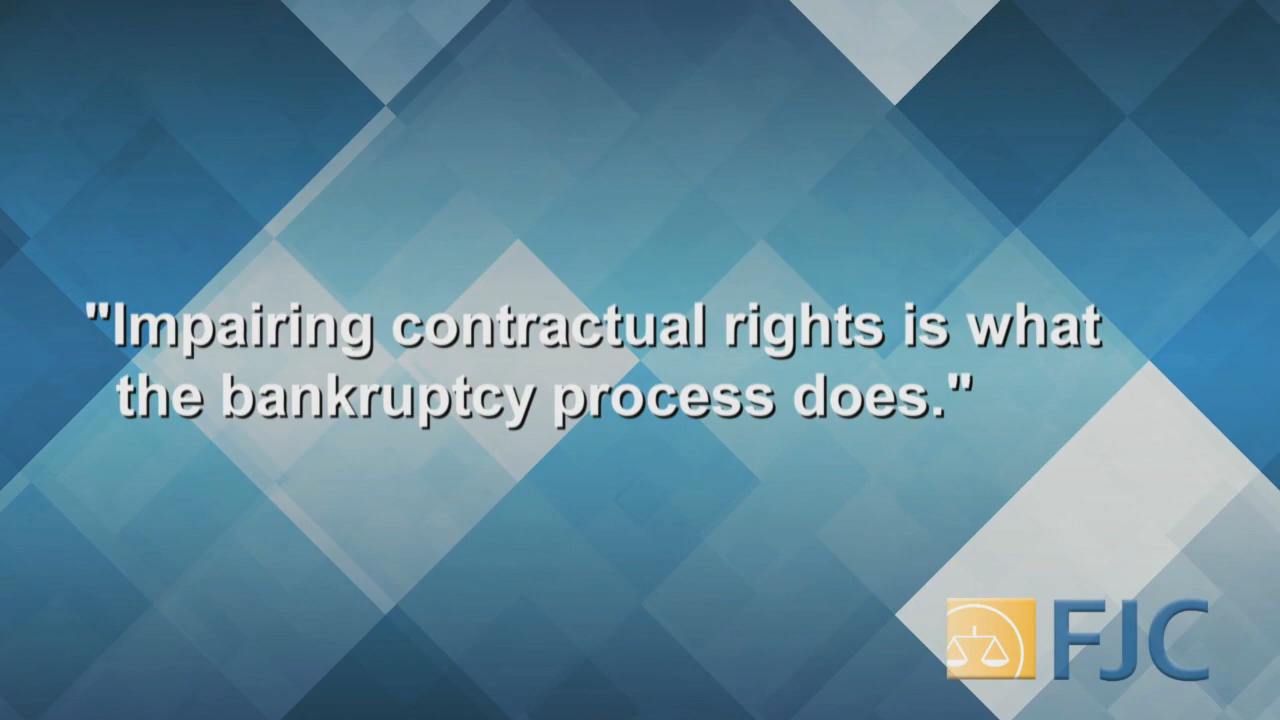 "Impairing contractual rights is what
the bankruptcy process does."
FJC